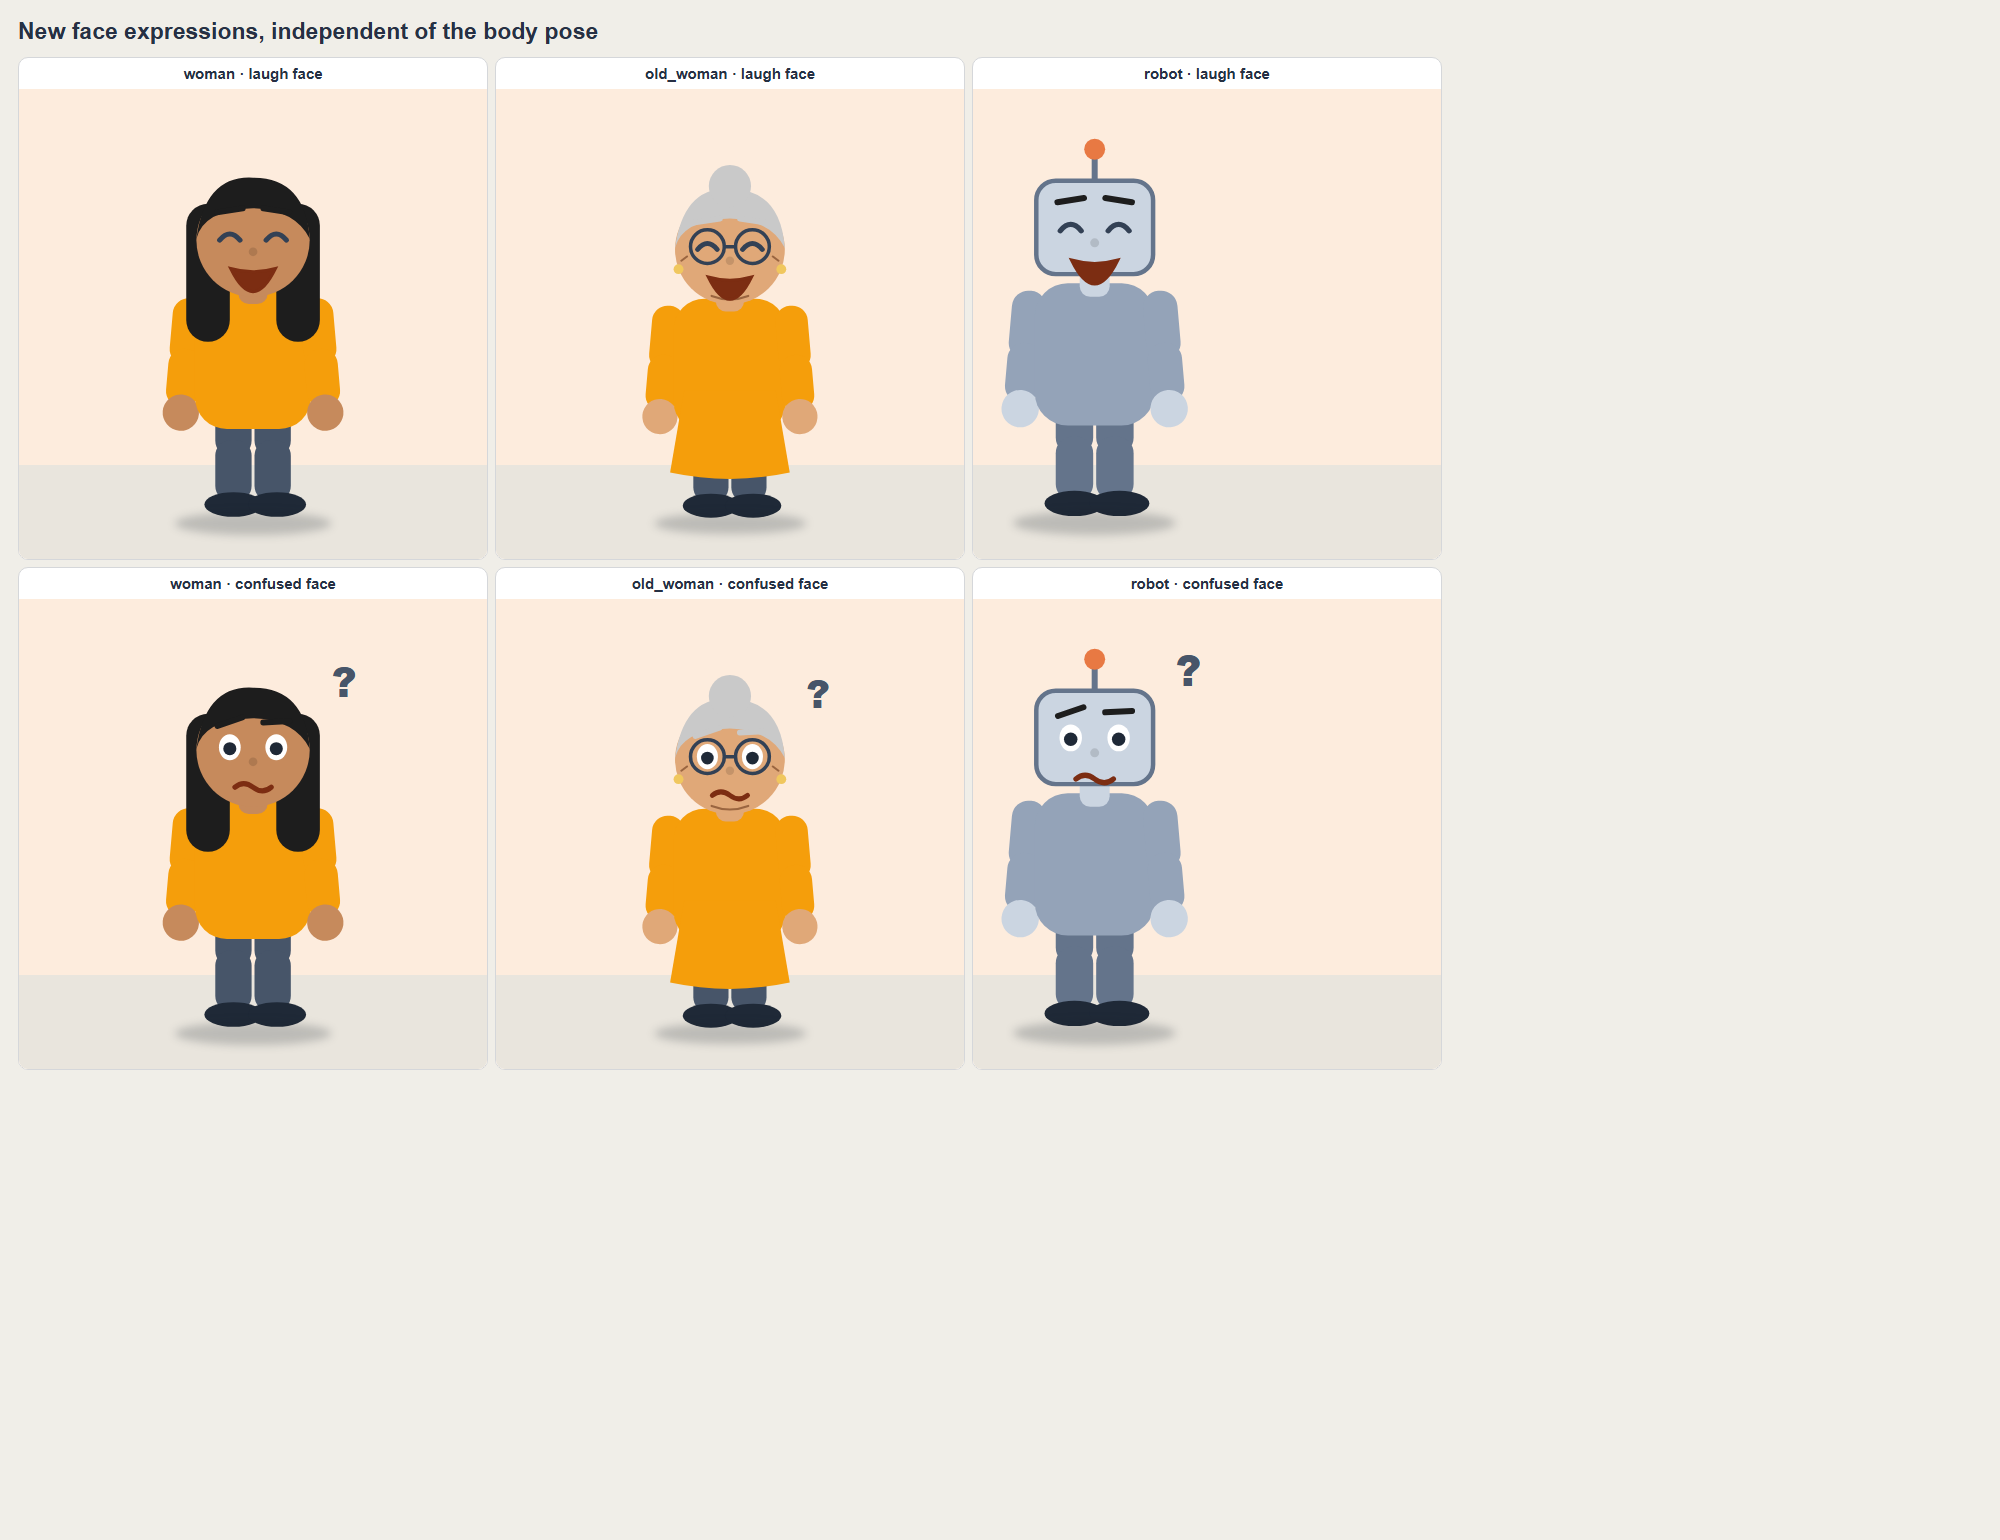 New face expressions, independent of the body pose
woman · laugh face
old_woman · laugh face
robot · laugh face
woman · confused face
old_woman · confused face
robot · confused face
?
?
?